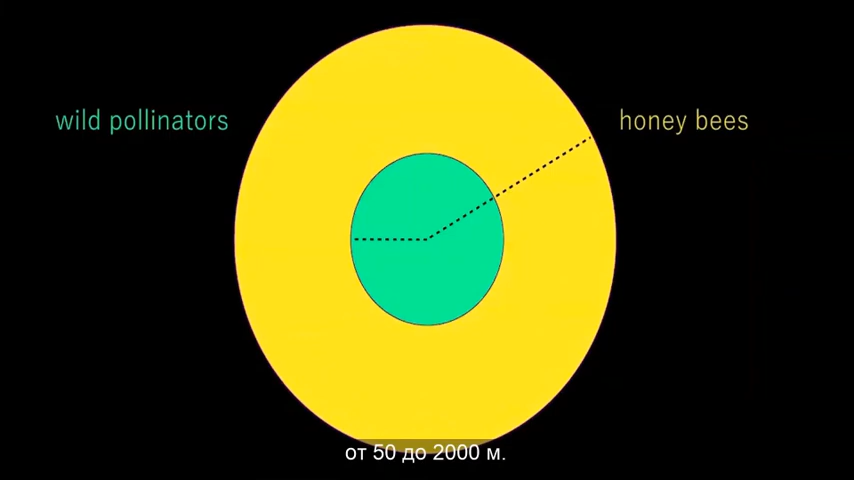 wild pollinators
honey bees
от 50 до 2000 м.